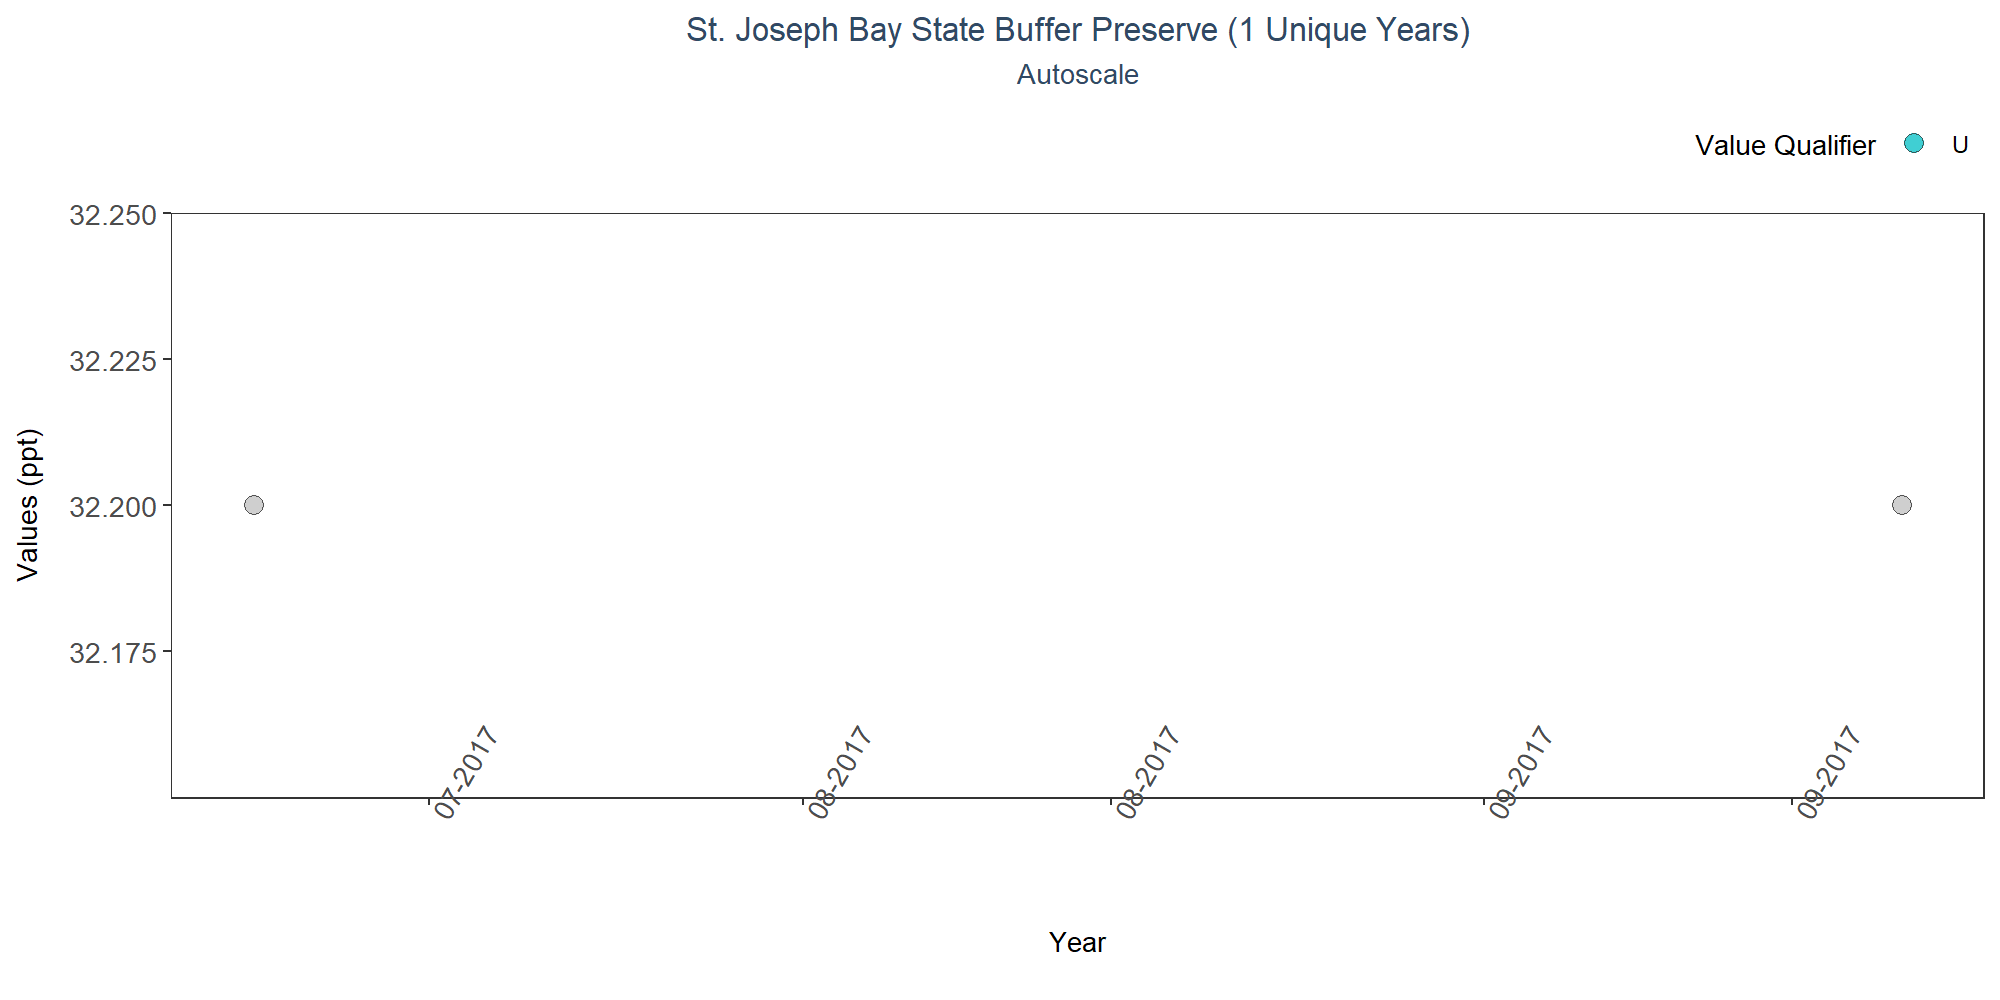 St. Joseph Bay State Buffer Preserve (1 Unique Years)
Autoscale
Value Qualifier U
32.250
32.225
32.200
32.175
Values (ppt)
07-2017 08-2017 08-2017 09-2017 09-2017
Year